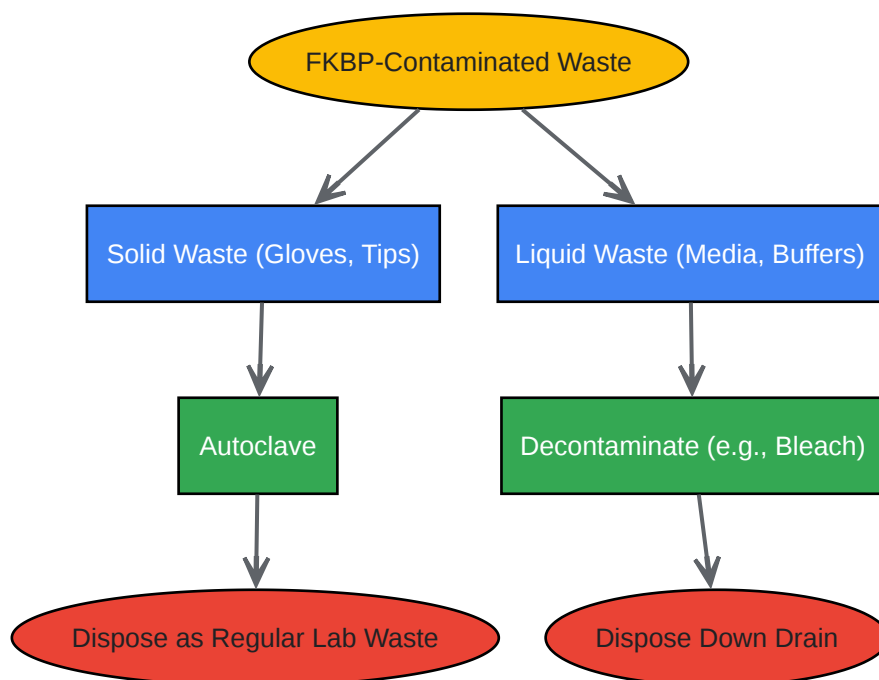 FKBP-Contaminated Waste
Solid Waste (Gloves, Tips)
Liquid Waste (Media, Buffers)
Autoclave
Decontaminate (e.g., Bleach)
Dispose as Regular Lab Waste
Dispose Down Drain